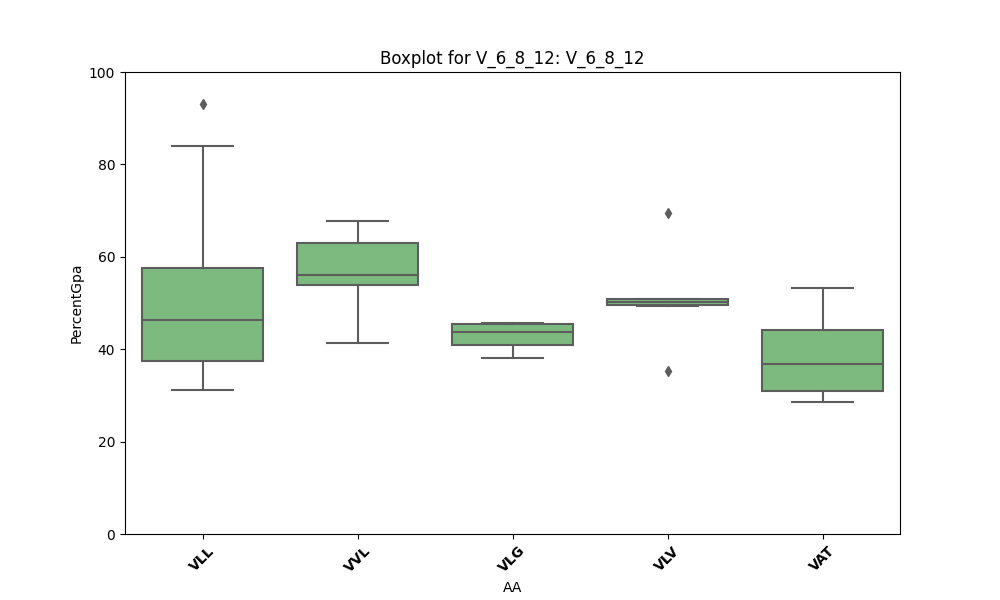 Boxplot for V_6_8_12: V_6_8_12
100
80
60
40
20
0
PercentGpa
VLL
VVL
VLG
VLV
VAT
AA